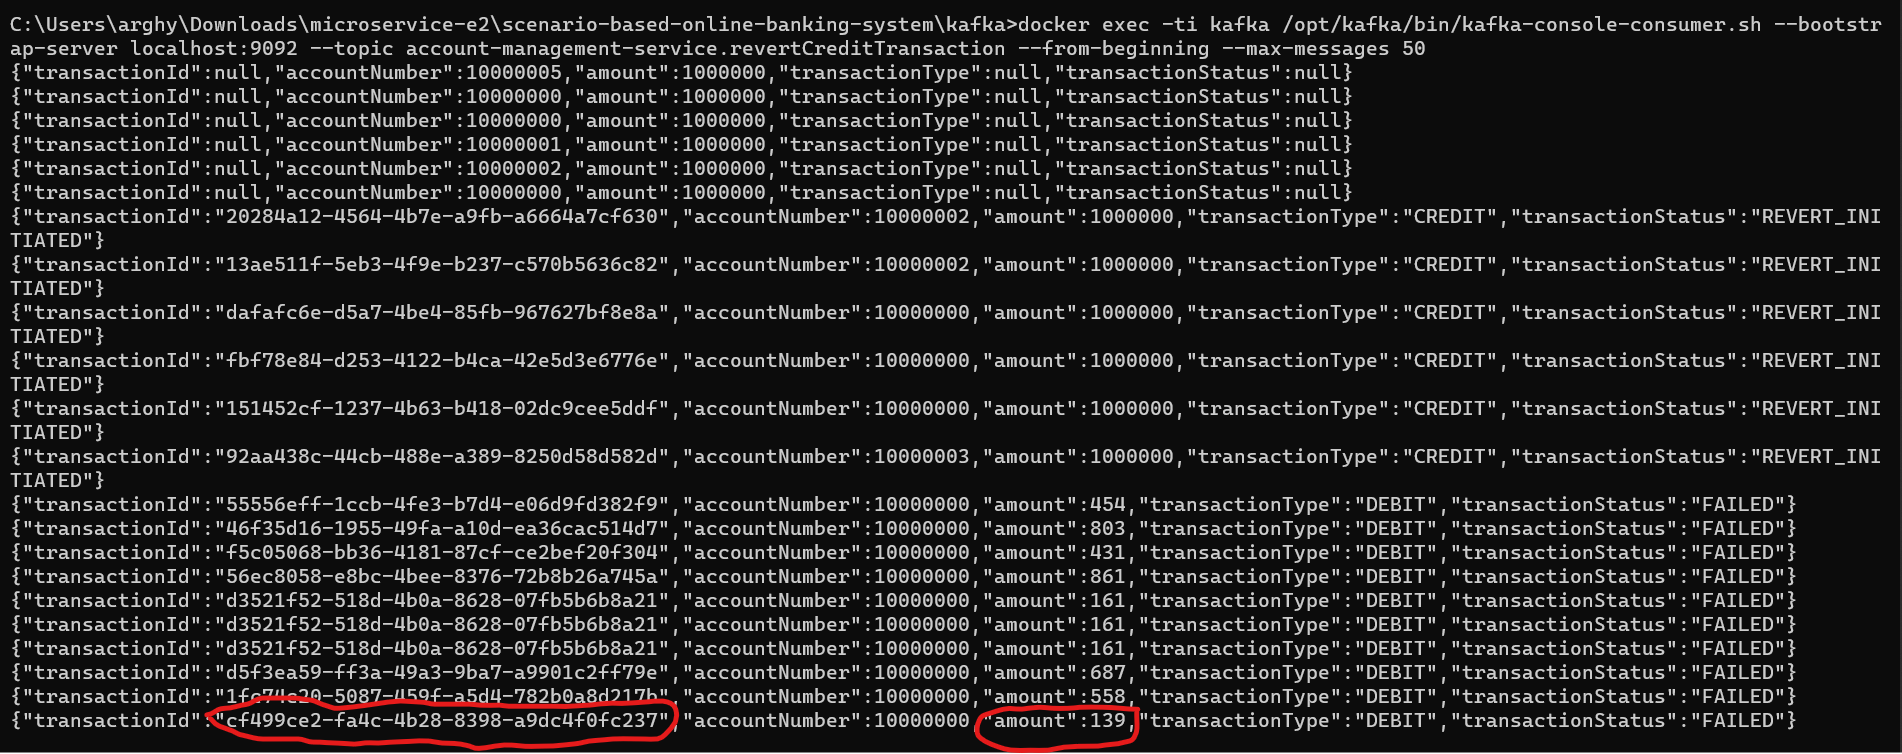 C:\Users\arghy\Downloads\microservice-e2\scenario-based-online-banking-system\kafka>docker exec -ti kafka /opt/kafka/bin/kafka-console-consumer.sh --bootstr
ap-server localhost:9092 --topic account-management-service.revertCreditTransaction --from-beginning --max-messages 50
{"transactionId":null,"accountNumber":10000005,"amount":1000000,"transactionType":null,"transactionStatus":null}
{"transactionId":null,"accountNumber":10000000,"amount":1000000,"transactionType":null,"transactionStatus":null}
{"transactionId":null,"accountNumber":10000000,"amount":1000000,"transactionType":null,"transactionStatus":null}
{"transactionId":null,"accountNumber":10000001,"amount":1000000,"transactionType":null,"transactionStatus":null}
{"transactionId":null,"accountNumber":10000002,"amount":1000000,"transactionType":null,"transactionStatus":null}
{"transactionId":null,"accountNumber":10000000,"amount":1000000,"transactionType":null,"transactionStatus":null}
{"transactionId":"20284a12-4564-4b7e-a9fb-a6664a7cf630","accountNumber":10000002,"amount":1000000,"transactionType":"CREDIT","transactionStatus":"REVERT_INI
TIATED"}
{"transactionId":"13ae511f-5eb3-4f9e-b237-c570b5636c82","accountNumber":10000002,"amount":1000000,"transactionType":"CREDIT","transactionStatus":"REVERT_INI
TIATED"}
{"transactionId":"dafafc6e-d5a7-4be4-85fb-967627bf8e8a","accountNumber":10000000,"amount":1000000,"transactionType":"CREDIT","transactionStatus":"REVERT_INI
TIATED"}
{"transactionId":"fbf78e84-d253-4122-b4ca-42e5d3e6776e","accountNumber":10000000,"amount":1000000,"transactionType":"CREDIT","transactionStatus":"REVERT_INI
TIATED"}
{"transactionId":"151452cf-1237-4b63-b418-02dc9cee5ddf","accountNumber":10000000,"amount":1000000,"transactionType":"CREDIT","transactionStatus":"REVERT_INI
TIATED"}
{"transactionId":"92aa438c-44cb-488e-a389-8250d58d582d","accountNumber":10000003,"amount":1000000,"transactionType":"CREDIT","transactionStatus":"REVERT_INI
TIATED"}
{"transactionId":"55556eff-1ccb-4fe3-b7d4-e06d9fd382f9","accountNumber":10000000,"amount":454,"transactionType":"DEBIT","transactionStatus":"FAILED"}
{"transactionId":"46f35d16-1955-49fa-a10d-ea36cac514d7","accountNumber":10000000,"amount":803,"transactionType":"DEBIT","transactionStatus":"FAILED"}
{"transactionId":"f5c05068-bb36-4181-87cf-ce2bef20f304","accountNumber":10000000,"amount":431,"transactionType":"DEBIT","transactionStatus":"FAILED"}
{"transactionId":"56ec8058-e8bc-4bee-8376-72b8b26a745a","accountNumber":10000000,"amount":861,"transactionType":"DEBIT","transactionStatus":"FAILED"}
{"transactionId":"d3521f52-518d-4b0a-8628-07fb5b6b8a21","accountNumber":10000000,"amount":161,"transactionType":"DEBIT","transactionStatus":"FAILED"}
{"transactionId":"d3521f52-518d-4b0a-8628-07fb5b6b8a21","accountNumber":10000000,"amount":161,"transactionType":"DEBIT","transactionStatus":"FAILED"}
{"transactionId":"d3521f52-518d-4b0a-8628-07fb5b6b8a21","accountNumber":10000000,"amount":161,"transactionType":"DEBIT","transactionStatus":"FAILED"}
{"transactionId":"d5f3ea59-ff3a-49a3-9ba7-a9901c2ff79e","accountNumber":10000000,"amount":687,"transactionType":"DEBIT","transactionStatus":"FAILED"}
{"transactionId":"accountNumber":10000000,"amount":558,"transactionType":"DEBIT","transactionStatus":"FAILED"}
{"transactionId":"cf499ce2-fa4c-4b28-8398-a9dc4f0fc237","accountNumber":10000000,"amount":139,"transactionType":"DEBIT","transactionStatus":"FAILED"}